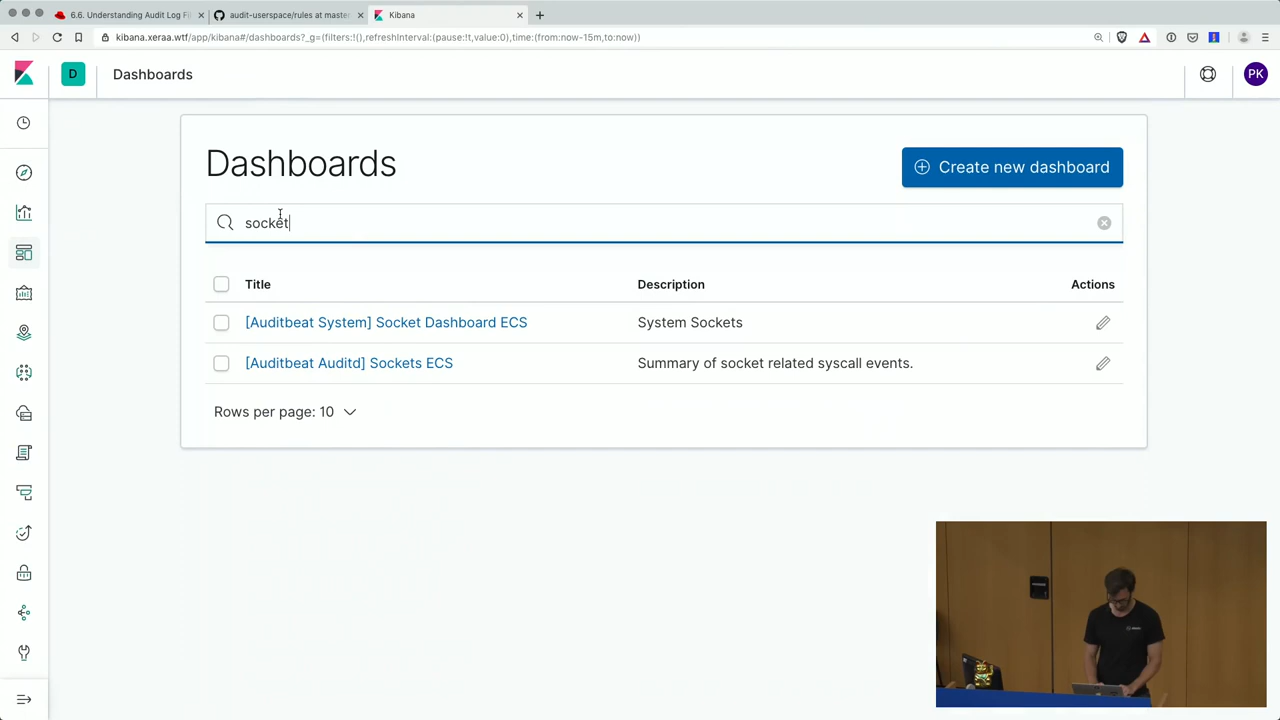 6.6. Understanding Audit Log Fi
audit-userspace/rules at master
Kibana
kibana.xeraa.wtf/app/kibana#/dashboards?_g=(filters:!(),refreshInterval:(pause:!t,value:0),time:(from:now-15m,to:now))
D
Dashboards
PK
Dashboards
Create new dashboard
socket
Title
Description
Actions
[Auditbeat System] Socket Dashboard ECS
System Sockets
[Auditbeat Auditd] Sockets ECS
Summary of socket related syscall events.
Rows per page: 10